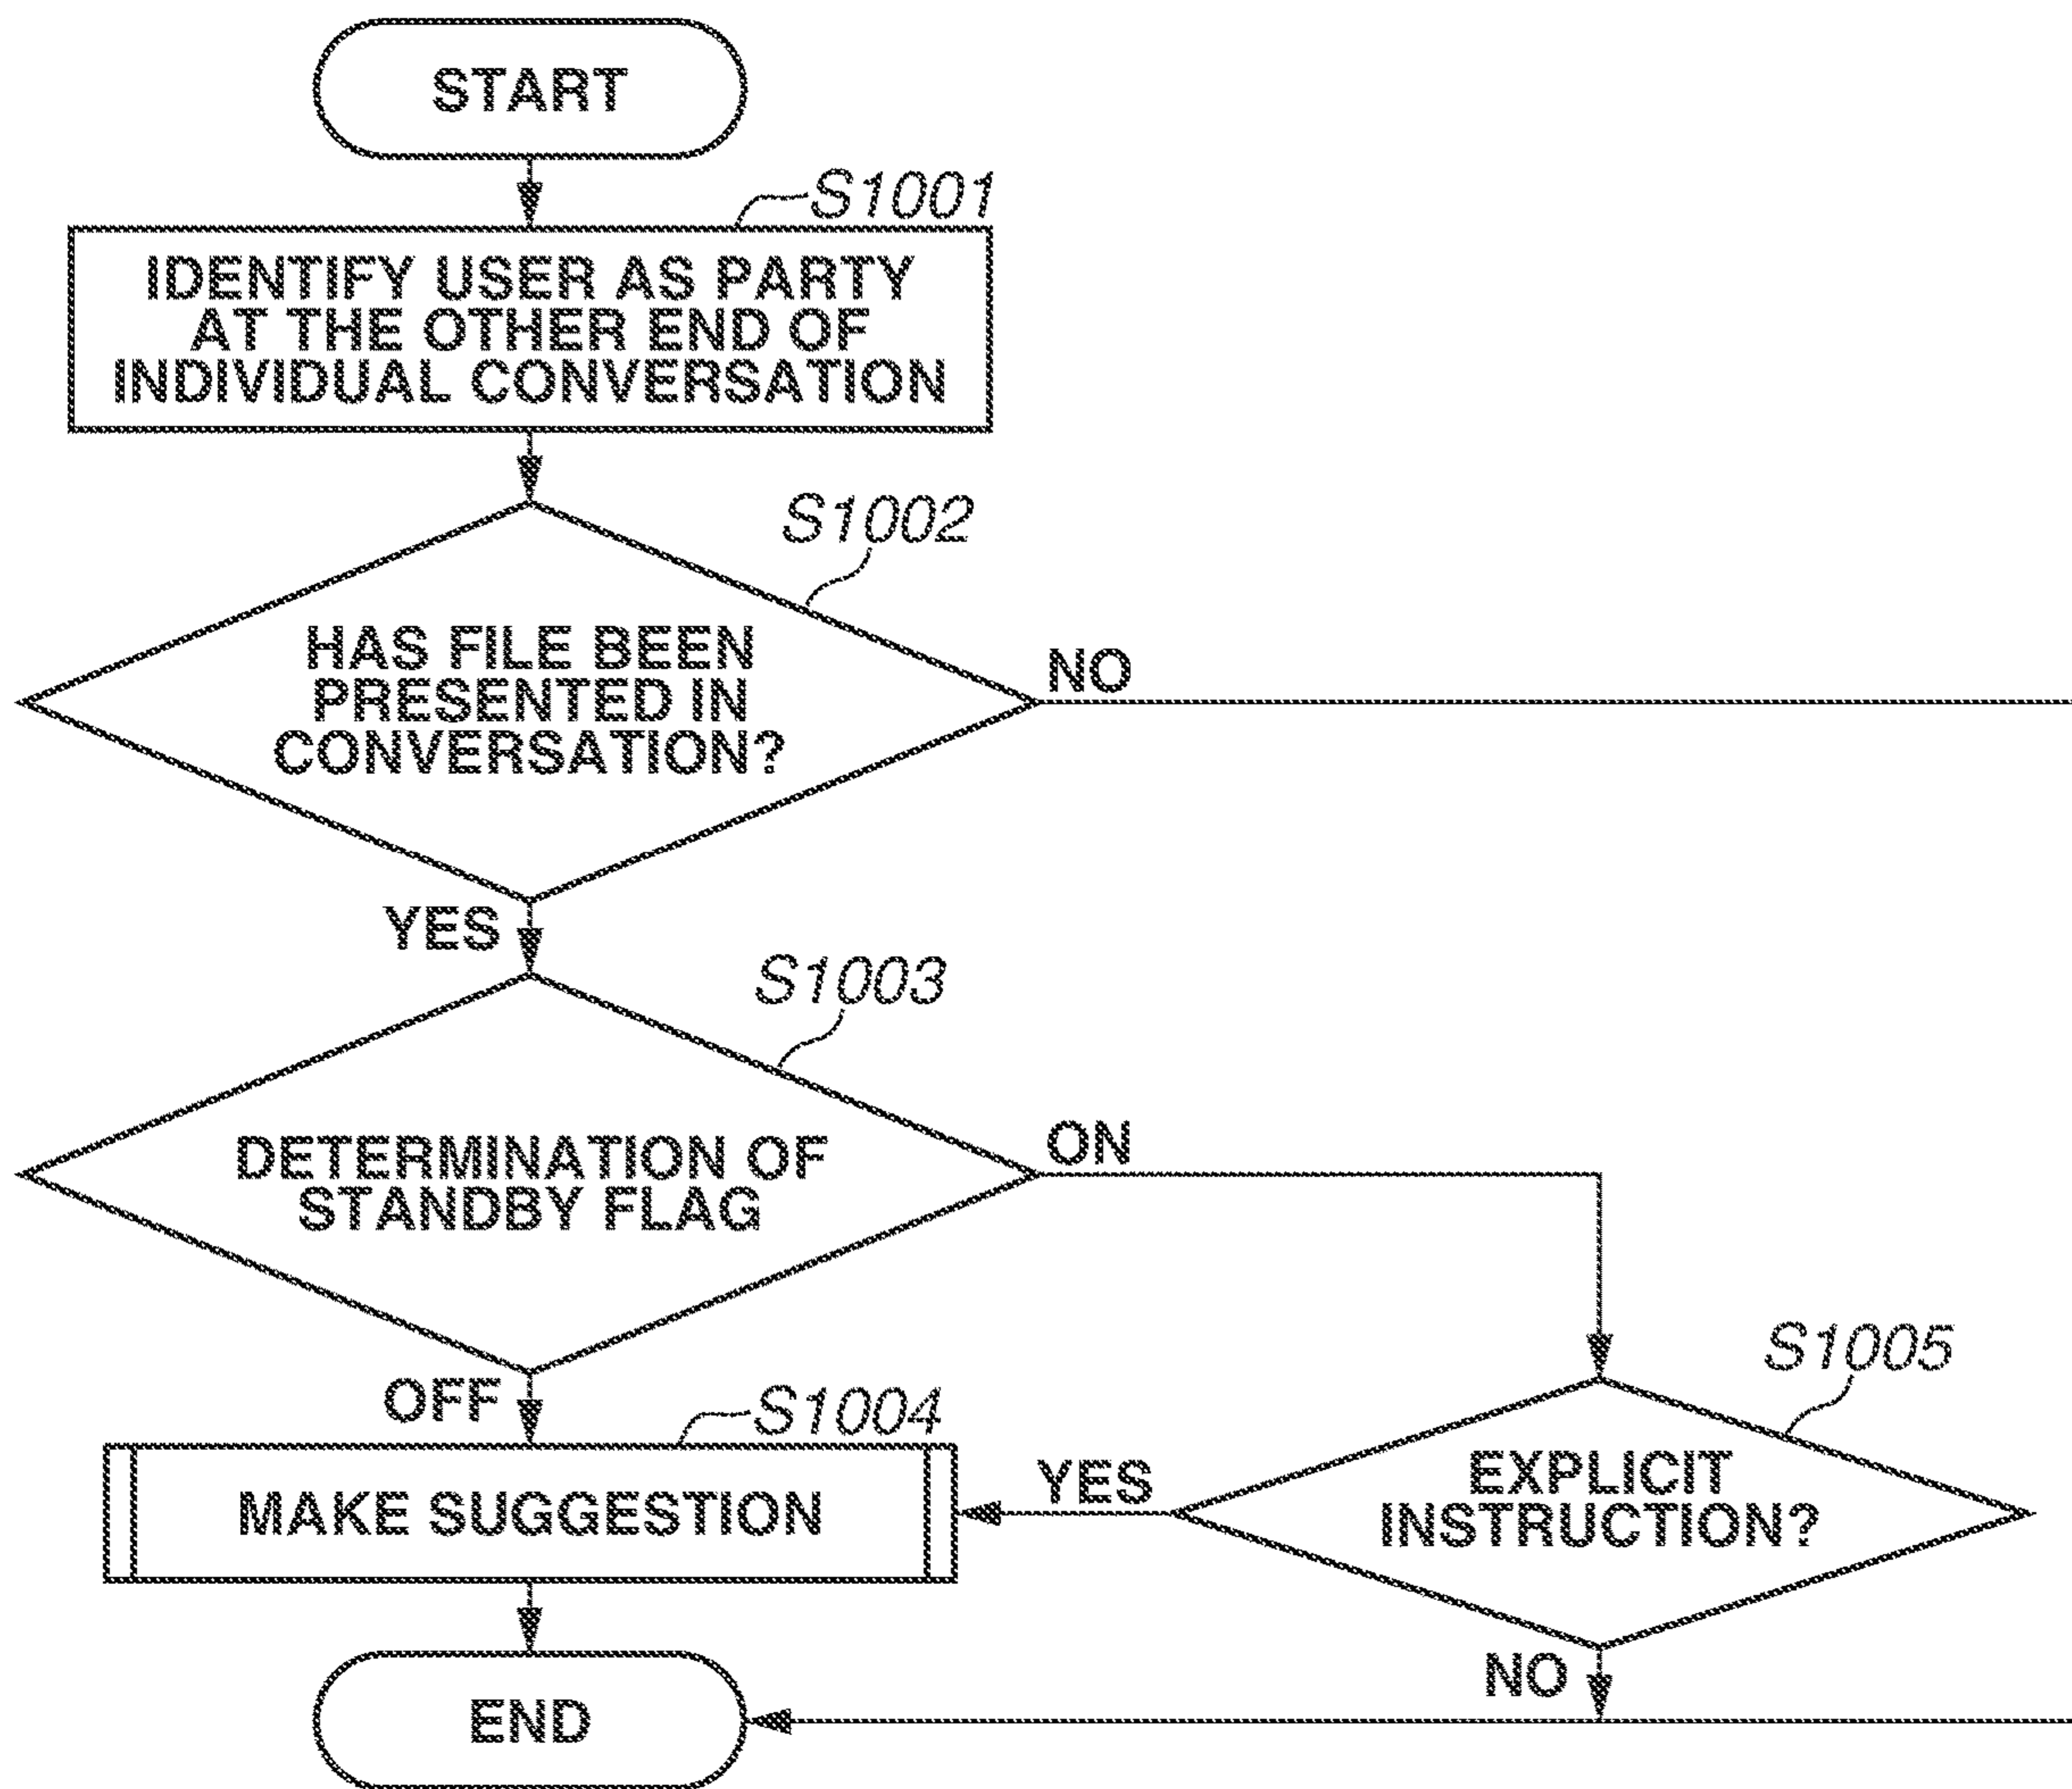 START
S1001
IDENTIFY USER AS PARTY
AT THE OTHER END OF
INDIVIDUAL CONVERSATION
S1002
HAS FILE BEEN
PRESENTED IN
CONVERSATION?
NO
YES
S1003
DETERMINATION OF
STANDBY FLAG
ON
OFF
S1004
MAKE SUGGESTION
YES
S1005
EXPLICIT
INSTRUCTION?
NO
END